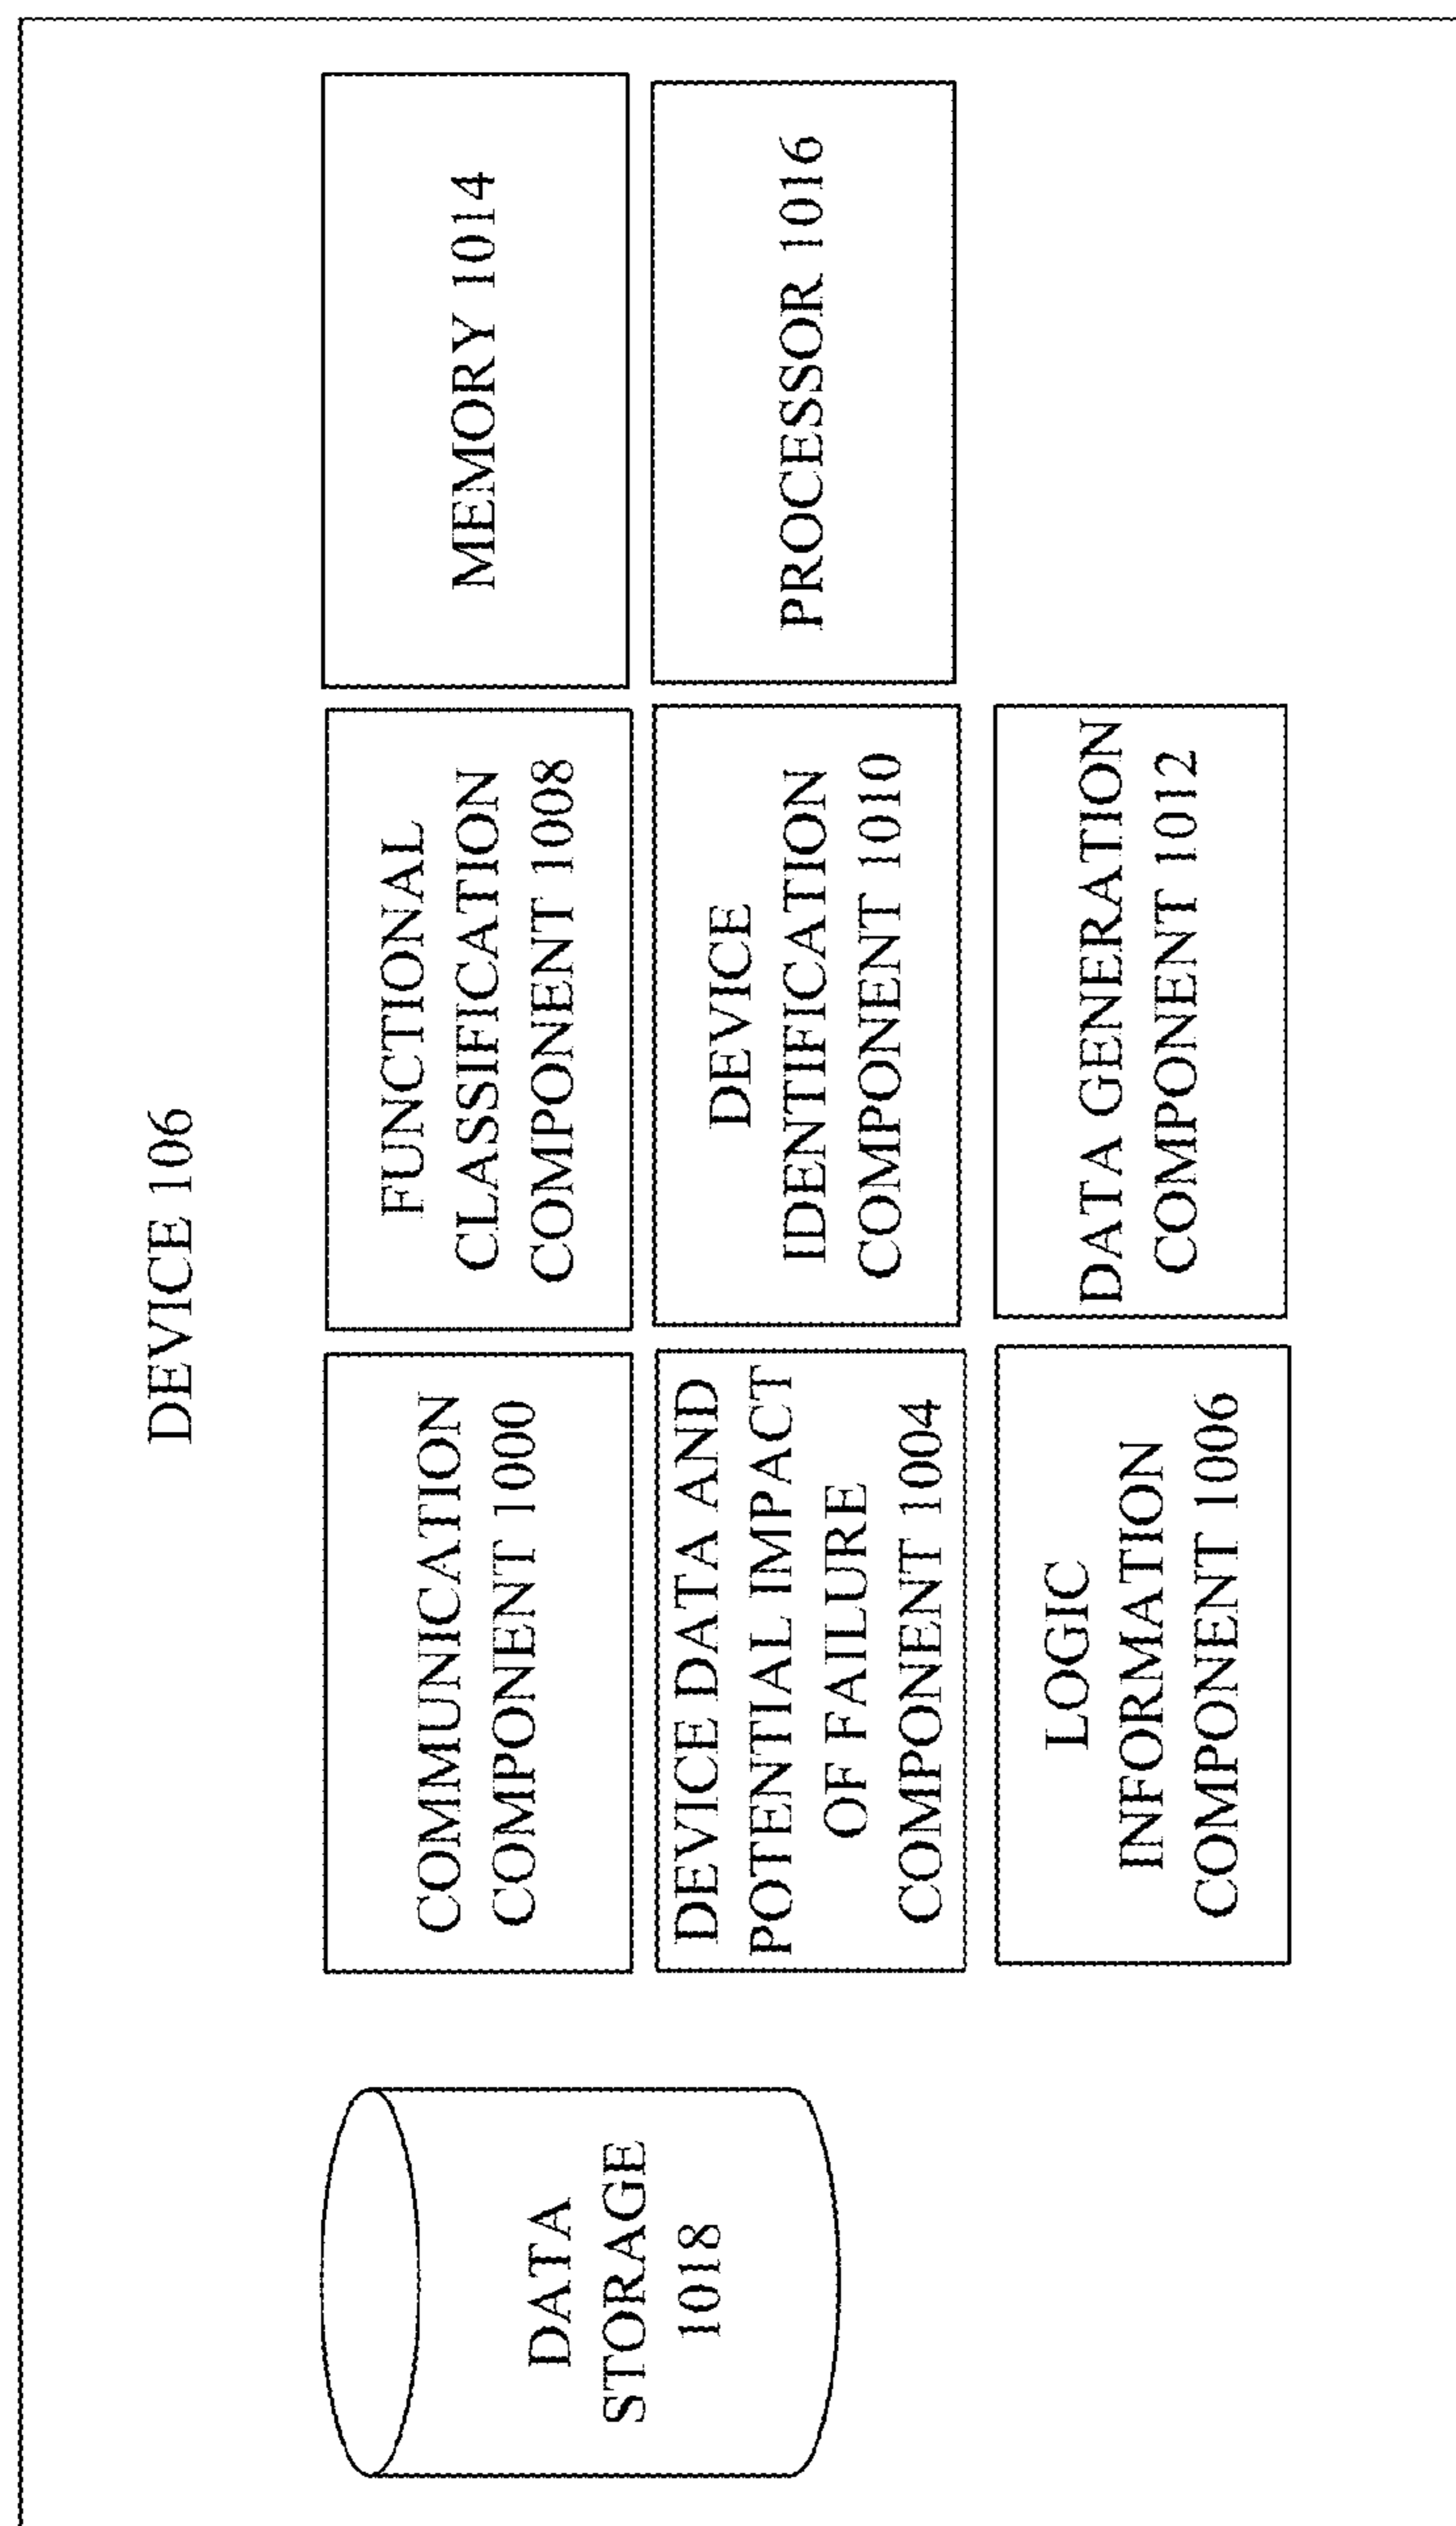 DEVICE 106
DATA
STORAGE
1018
COMMUNICATION
COMPONENT 1000
DEVICE DATA AND
POTENTIAL IMPACT
OF FAILURE
COMPONENT 1004
LOGIC
INFORMATION
COMPONENT 1006
FUNCTIONAL
CLASSIFICATION
COMPONENT 1008
DEVICE
IDENTIFICATION
COMPONENT 1010
DATA GENERATION
COMPONENT 1012
MEMORY 1014
PROCESSOR 1016